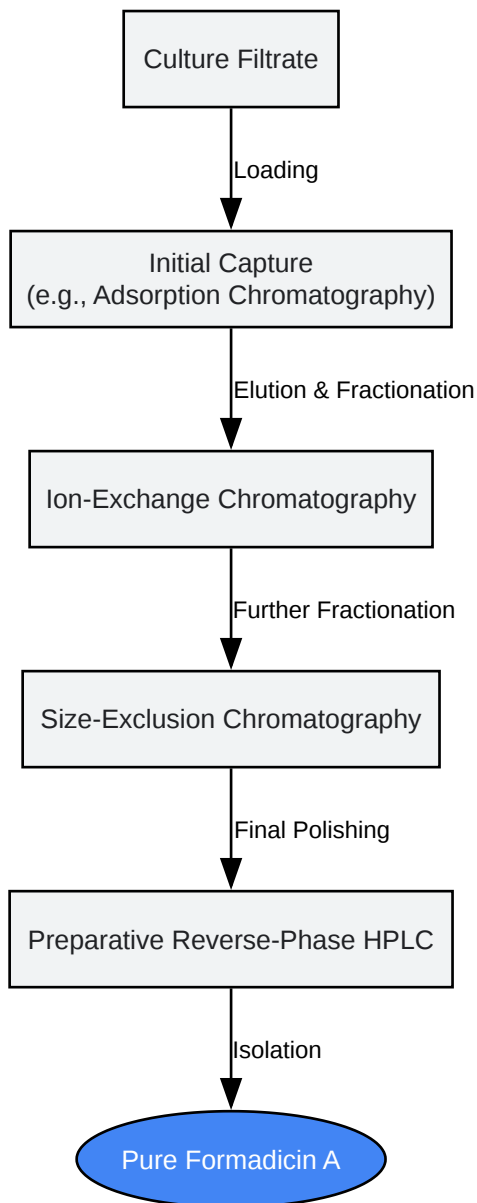 Culture Filtrate
Loading
Initial Capture
(e.g., Adsorption Chromatography)
Elution & Fractionation
Ion-Exchange Chromatography
Further Fractionation
Size-Exclusion Chromatography
Final Polishing
Preparative Reverse-Phase HPLC
Isolation
Pure Formadicin A